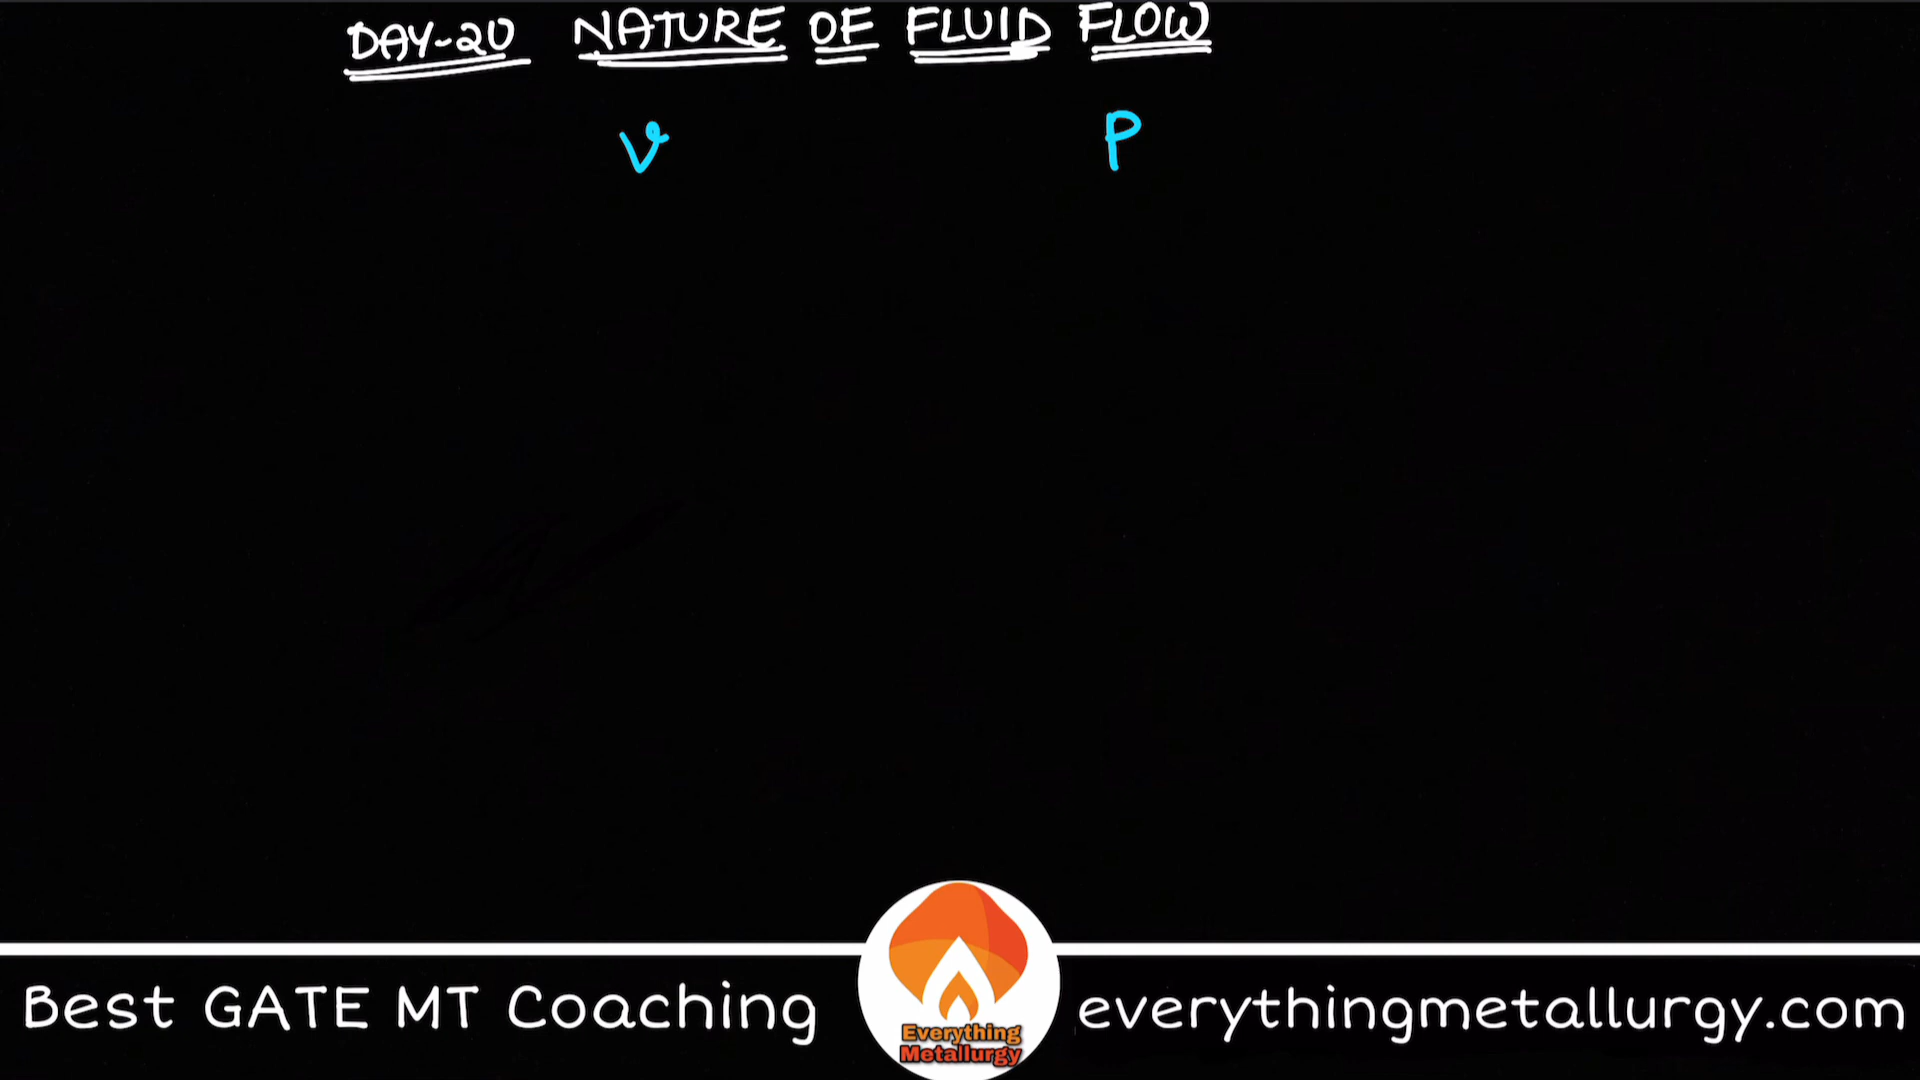 DAY-20 NATURE OF FLUID FLOW
v P
Best GATE MT Coaching
Everything
Metallurgy
everythingmetallurgy.com